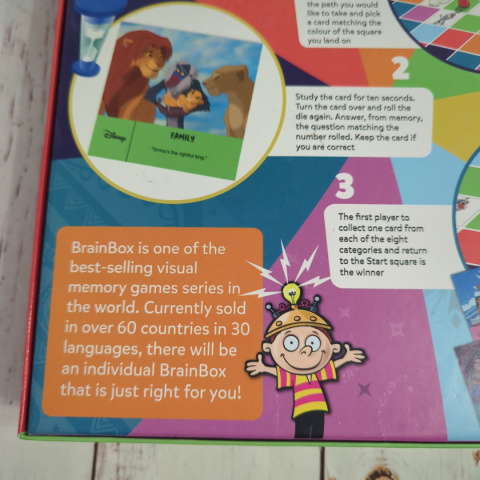 the path you would
like to take and pick
a card matching the
colour of the square
you land on
2
Study the card for ten seconds.
Turn the card over and roll the
die again. Answer, from memory,
the question matching the
number rolled. Keep the card if
you are correct
Disney
FAMILY
"Simba's the rightful king."
3
The first player to
collect one card from
each of the eight
categories and return
to the Start square is
the winner
BrainBox is one of the
best-selling visual
memory games series in
the world. Currently sold
in over 60 countries in 30
languages, there will be
an individual BrainBox
that is just right for you!